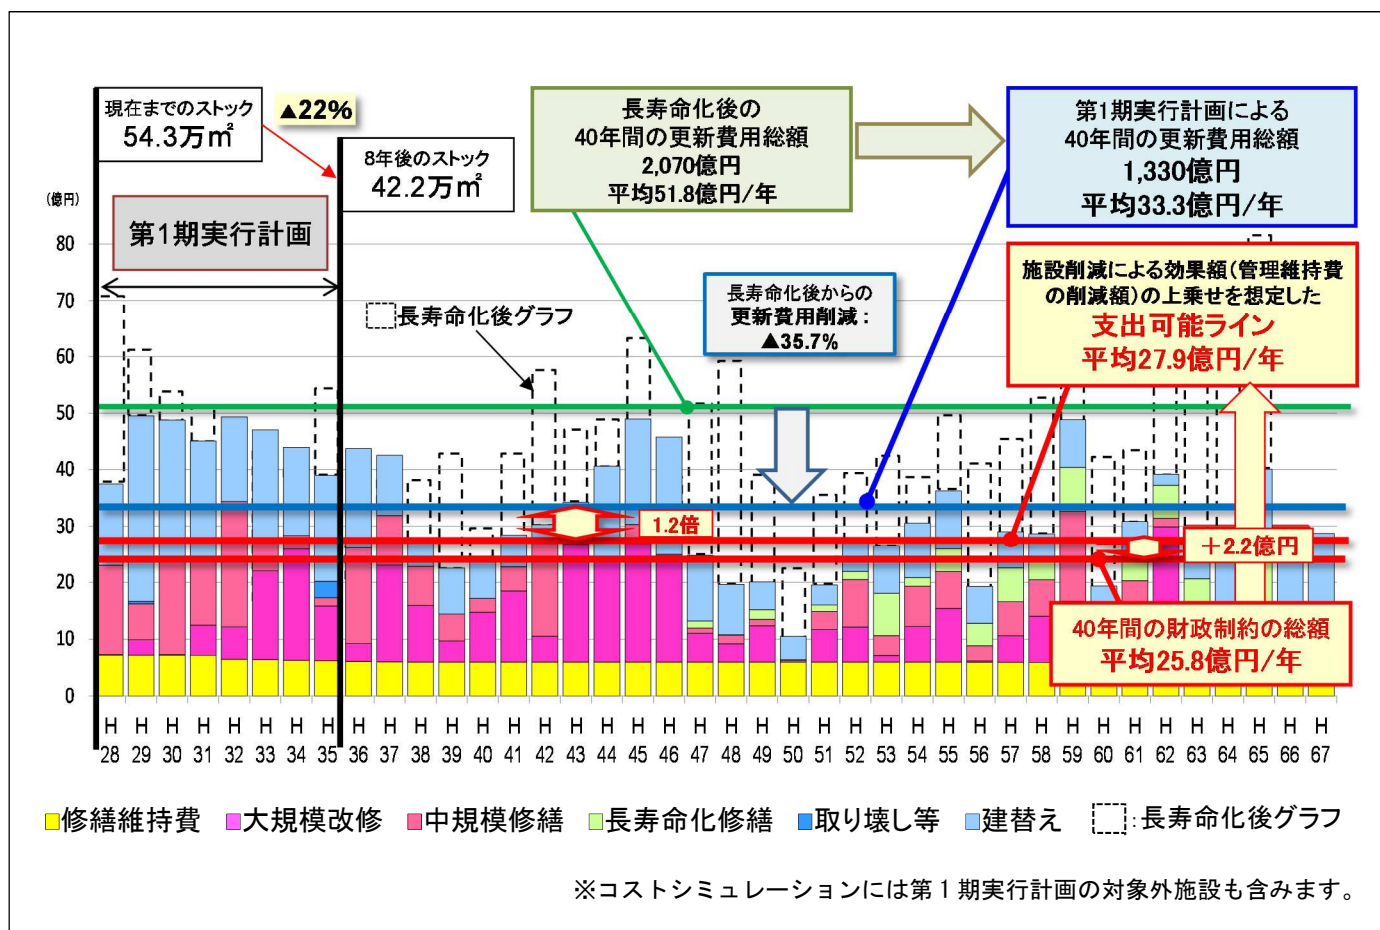 現在までのストック
54.3万㎡
▲22%
8年後のストック
42.2万㎡
長寿命化後の
40年間の更新費用総額
2,070億円
平均51.8億円/年
第1期実行計画による
40年間の更新費用総額
1,330億円
平均33.3億円/年
(億円)
第1期実行計画
施設削減による効果額(管理維持費
の削減額)の上乗せを想定した
支出可能ライン
平均27.9億円/年
長寿命化後からの
更新費用削減：
▲35.7%
長寿命化後グラフ
80
70
60
50
40
30
20
10
0
1.2倍
＋2.2億円
40年間の財政制約の総額
平均25.8億円/年
H H H H H H H H H H H H H H H H H H H H H H H H H H H H H H H H H H H H H H H H
28 29 30 31 32 33 34 35 36 37 38 39 40 41 42 43 44 45 46 47 48 49 50 51 52 53 54 55 56 57 58 59 60 61 62 63 64 65 66 67
修繕維持費 大規模改修 中規模修繕 長寿命化修繕 取り壊し等 建替え :長寿命化後グラフ
※コストシミュレーションには第１期実行計画の対象外施設も含みます。